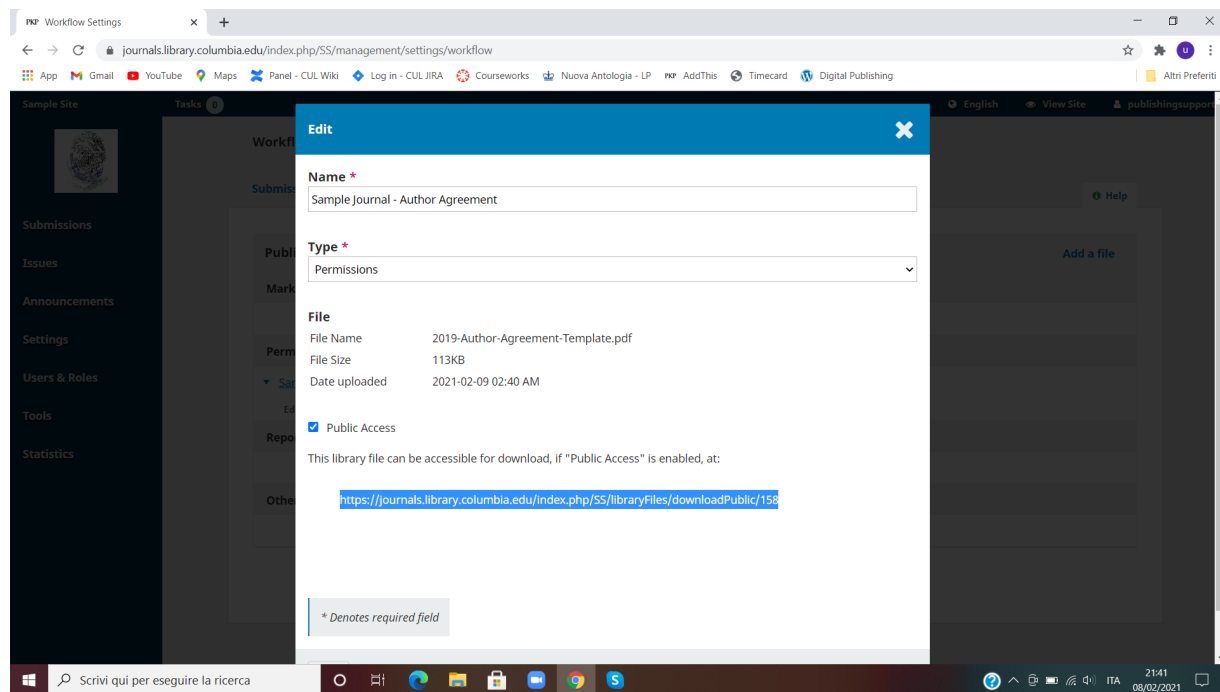 PKP Workflow Settings
journals.library.columbia.edu/index.php/SS/management/settings/workflow
App Gmail YouTube Maps Panel - CUL Wiki Log in - CUL JIRA Courseworks Nuova Antologia - LP PKP AddThis Timecard Digital Publishing Altri Preferiti
Sample Site Tasks 0 English View Site publishingsupport
Submissions
Issues
Announcements
Settings
Users & Roles
Tools
Statistics
Workfl
Submiss
Help
Publi
Add a file
Mark
Perm
Sar
Ed
Repo
Othe
Edit
Name *
Sample Journal - Author Agreement
Type *
Permissions
File
File Name 2019-Author-Agreement-Template.pdf
File Size 113KB
Date uploaded 2021-02-09 02:40 AM
Public Access
This library file can be accessible for download, if "Public Access" is enabled, at:
https://journals.library.columbia.edu/index.php/SS/libraryFiles/downloadPublic/158
* Denotes required field
Scrivi qui per eseguire la ricerca
ITA
21:41
08/02/2021